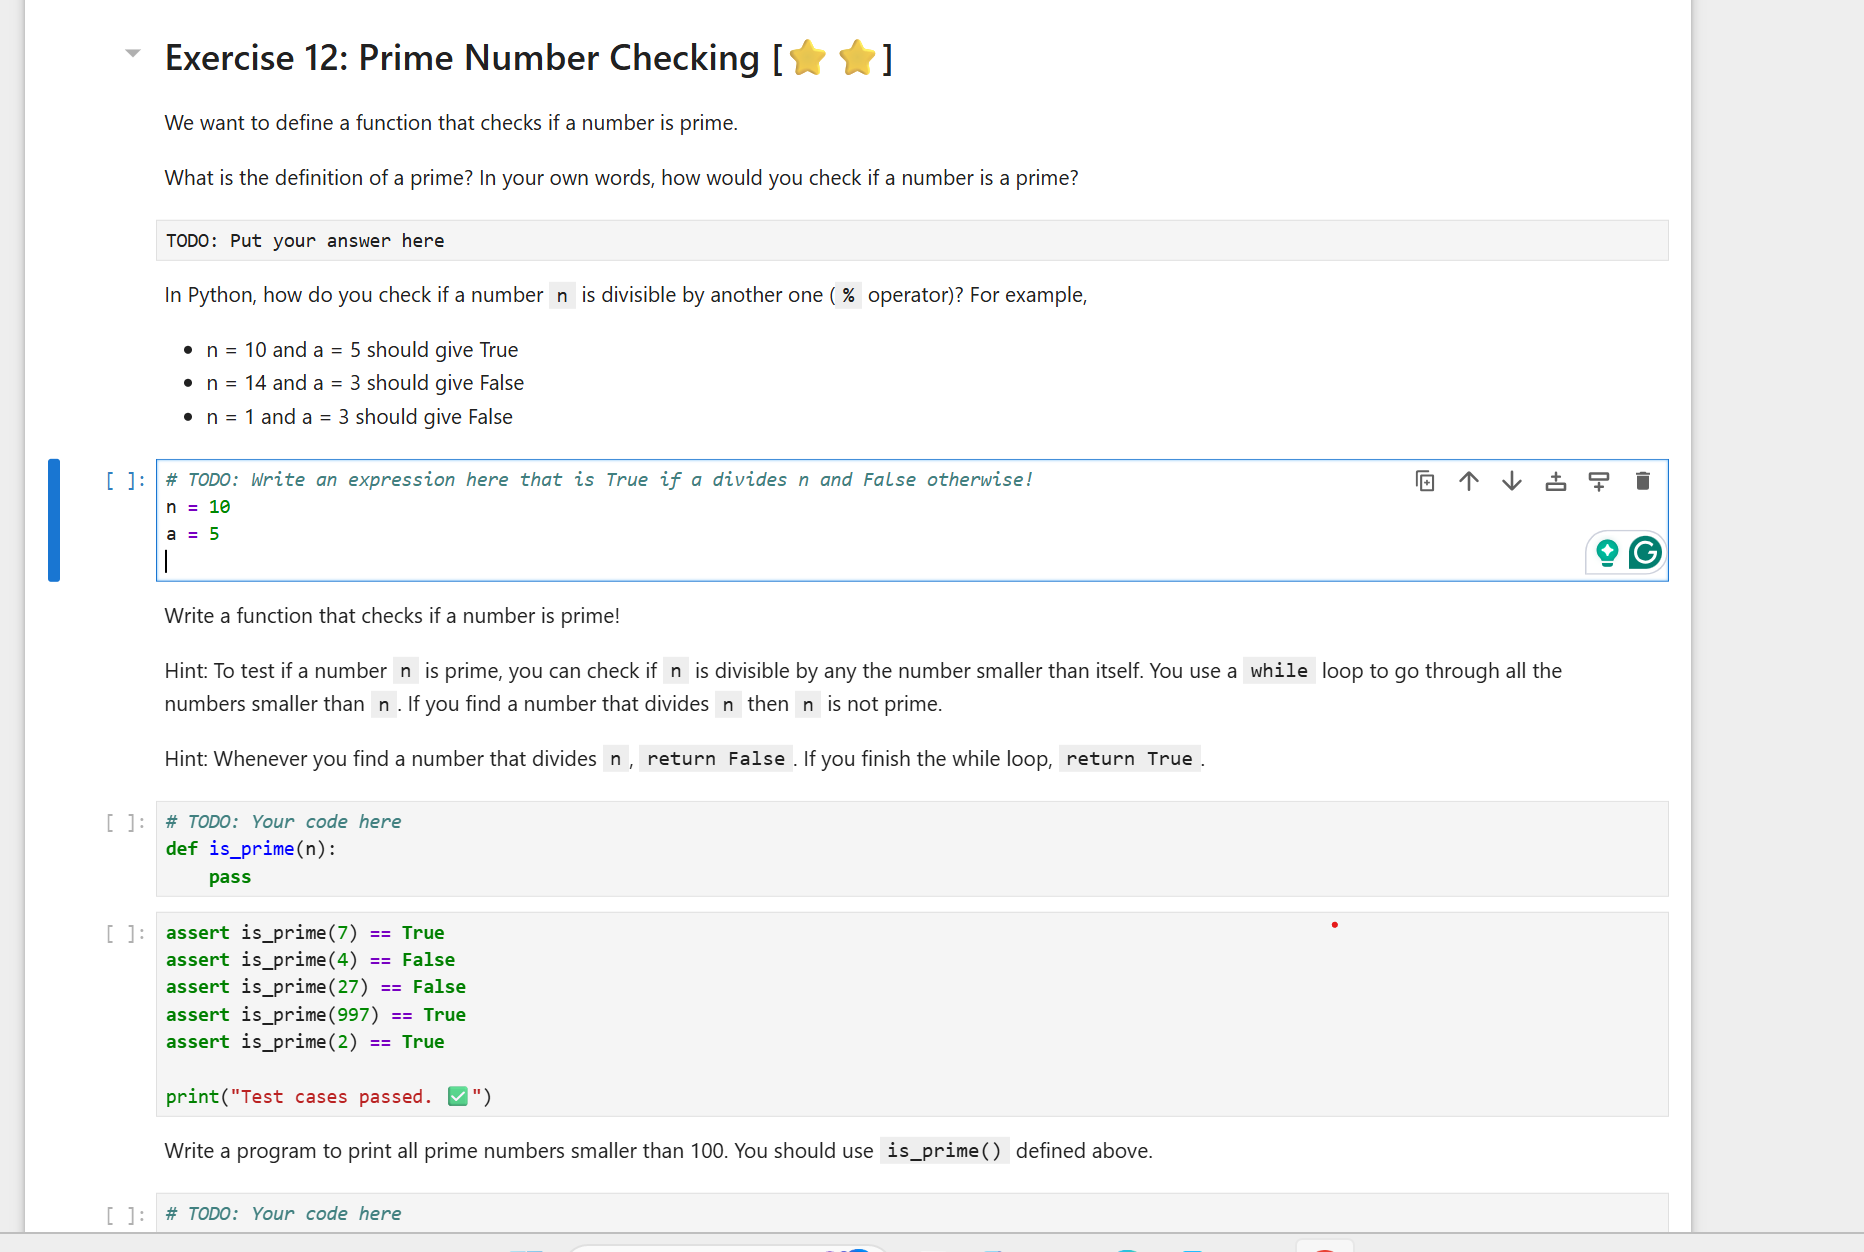 Exercise 12: Prime Number Checking [⭐ ⭐]
We want to define a function that checks if a number is prime.
What is the definition of a prime? In your own words, how would you check if a number is a prime?
TODO: Put your answer here
In Python, how do you check if a number n is divisible by another one ( % operator)? For example,
• n = 10 and a = 5 should give True
• n = 14 and a = 3 should give False
• n = 1 and a = 3 should give False
[ ]: # TODO: Write an expression here that is True if a divides n and False otherwise!
n = 10
a = 5
Write a function that checks if a number is prime!
Hint: To test if a number n is prime, you can check if n is divisible by any the number smaller than itself. You use a while loop to go through all the
numbers smaller than n . If you find a number that divides n then n is not prime.
Hint: Whenever you find a number that divides n , return False . If you finish the while loop, return True .
[ ]: # TODO: Your code here
def is_prime(n):
    pass
[ ]: assert is_prime(7) == True
assert is_prime(4) == False
assert is_prime(27) == False
assert is_prime(997) == True
assert is_prime(2) == True
print("Test cases passed. ✅")
Write a program to print all prime numbers smaller than 100. You should use is_prime() defined above.
[ ]: # TODO: Your code here